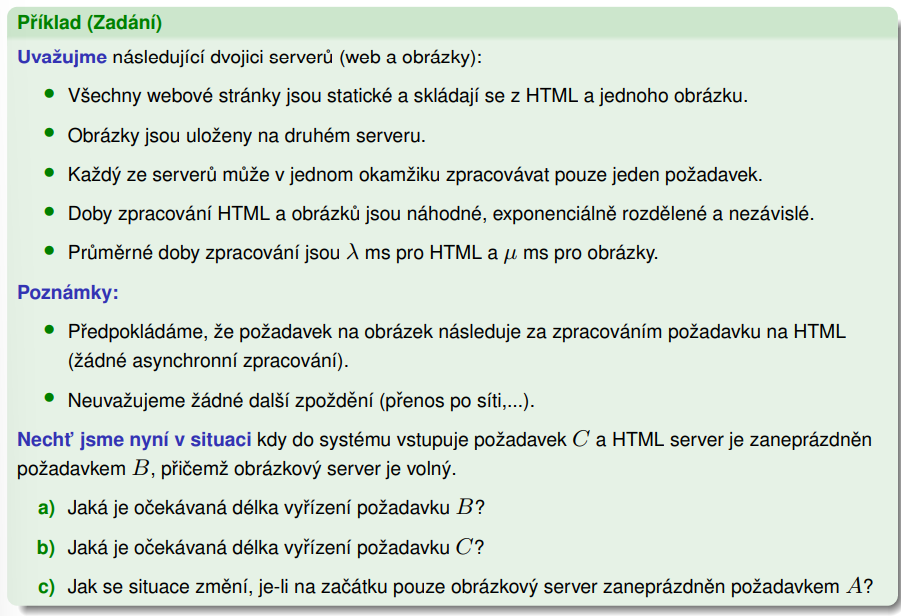 Příklad (Zadání)
Uvažujme následující dvojici serverů (web a obrázky):
• Všechny webové stránky jsou statické a skládají se z HTML a jednoho obrázku.
• Obrázky jsou uloženy na druhém serveru.
• Každý ze serverů může v jednom okamžiku zpracovávat pouze jeden požadavek.
• Doby zpracování HTML a obrázků jsou náhodné, exponenciálně rozdělené a nezávislé.
• Průměrné doby zpracování jsou λ ms pro HTML a μ ms pro obrázky.
Poznámky:
• Předpokládáme, že požadavek na obrázek následuje za zpracováním požadavku na HTML
(žádné asynchronní zpracování).
• Neuvažujeme žádné další zpoždění (přenos po síti,...).
Nechť jsme nyní v situaci kdy do systému vstupuje požadavek C a HTML server je zaneprázdněn
požadavkem B, přičemž obrázkový server je volný.
a) Jaká je očekávaná délka vyřízení požadavku B?
b) Jaká je očekávaná délka vyřízení požadavku C?
c) Jak se situace změní, je-li na začátku pouze obrázkový server zaneprázdněn požadavkem A?